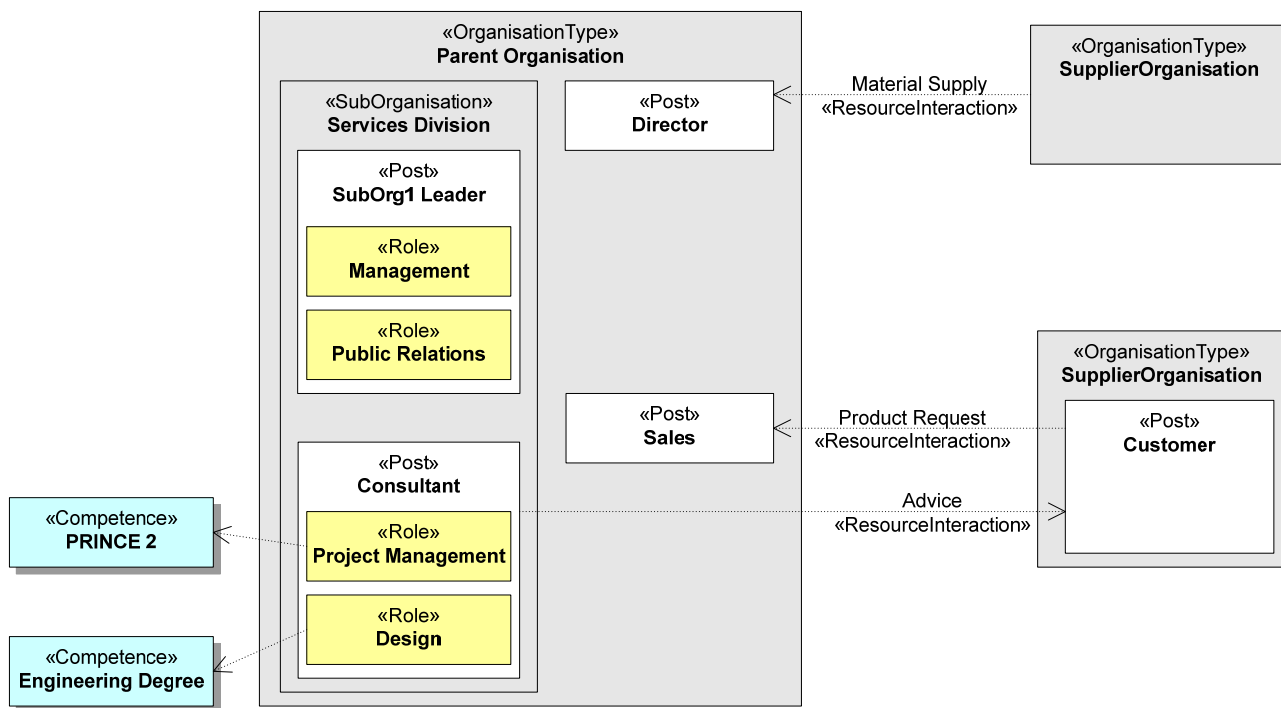 «OrganisationType»
Parent Organisation
«SubOrganisation»
Services Division
«Post»
SubOrg1 Leader
«Role»
Management
«Role»
Public Relations
«Post»
Consultant
«Role»
Project Management
«Role»
Design
«Post»
Director
«Post»
Sales
«Competence»
PRINCE 2
«Competence»
Engineering Degree
Material Supply
«ResourceInteraction»
«OrganisationType»
SupplierOrganisation
Product Request
«ResourceInteraction»
Advice
«ResourceInteraction»
«OrganisationType»
SupplierOrganisation
«Post»
Customer